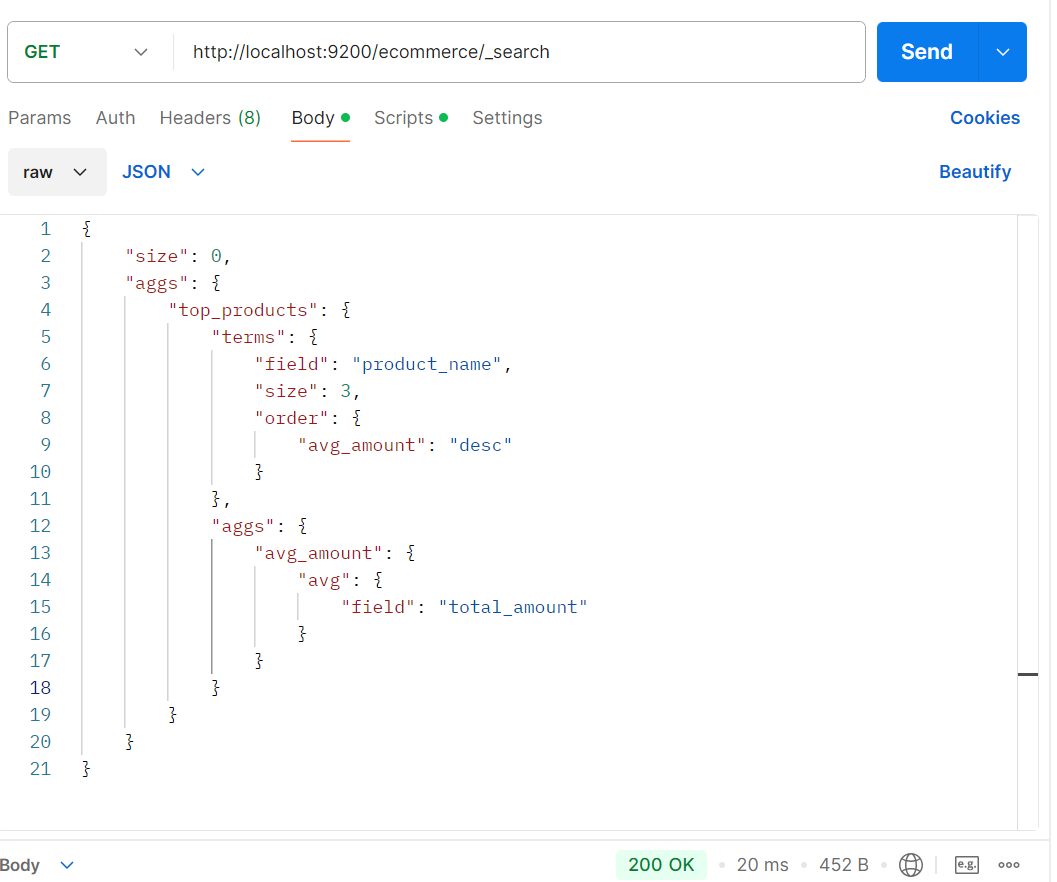 GET http://localhost:9200/ecommerce/_search Send
Params Auth Headers (8) Body Scripts Settings Cookies
raw JSON Beautify
1 {
2 "size": 0,
3 "aggs": {
4 "top_products": {
5 "terms": {
6 "field": "product_name",
7 "size": 3,
8 "order": {
9 "avg_amount": "desc"
10 }
11 },
12 "aggs": {
13 "avg_amount": {
14 "avg": {
15 "field": "total_amount"
16 }
17 }
18 }
19 }
20 }
21 }
Body 200 OK 20 ms 452 B e.g.